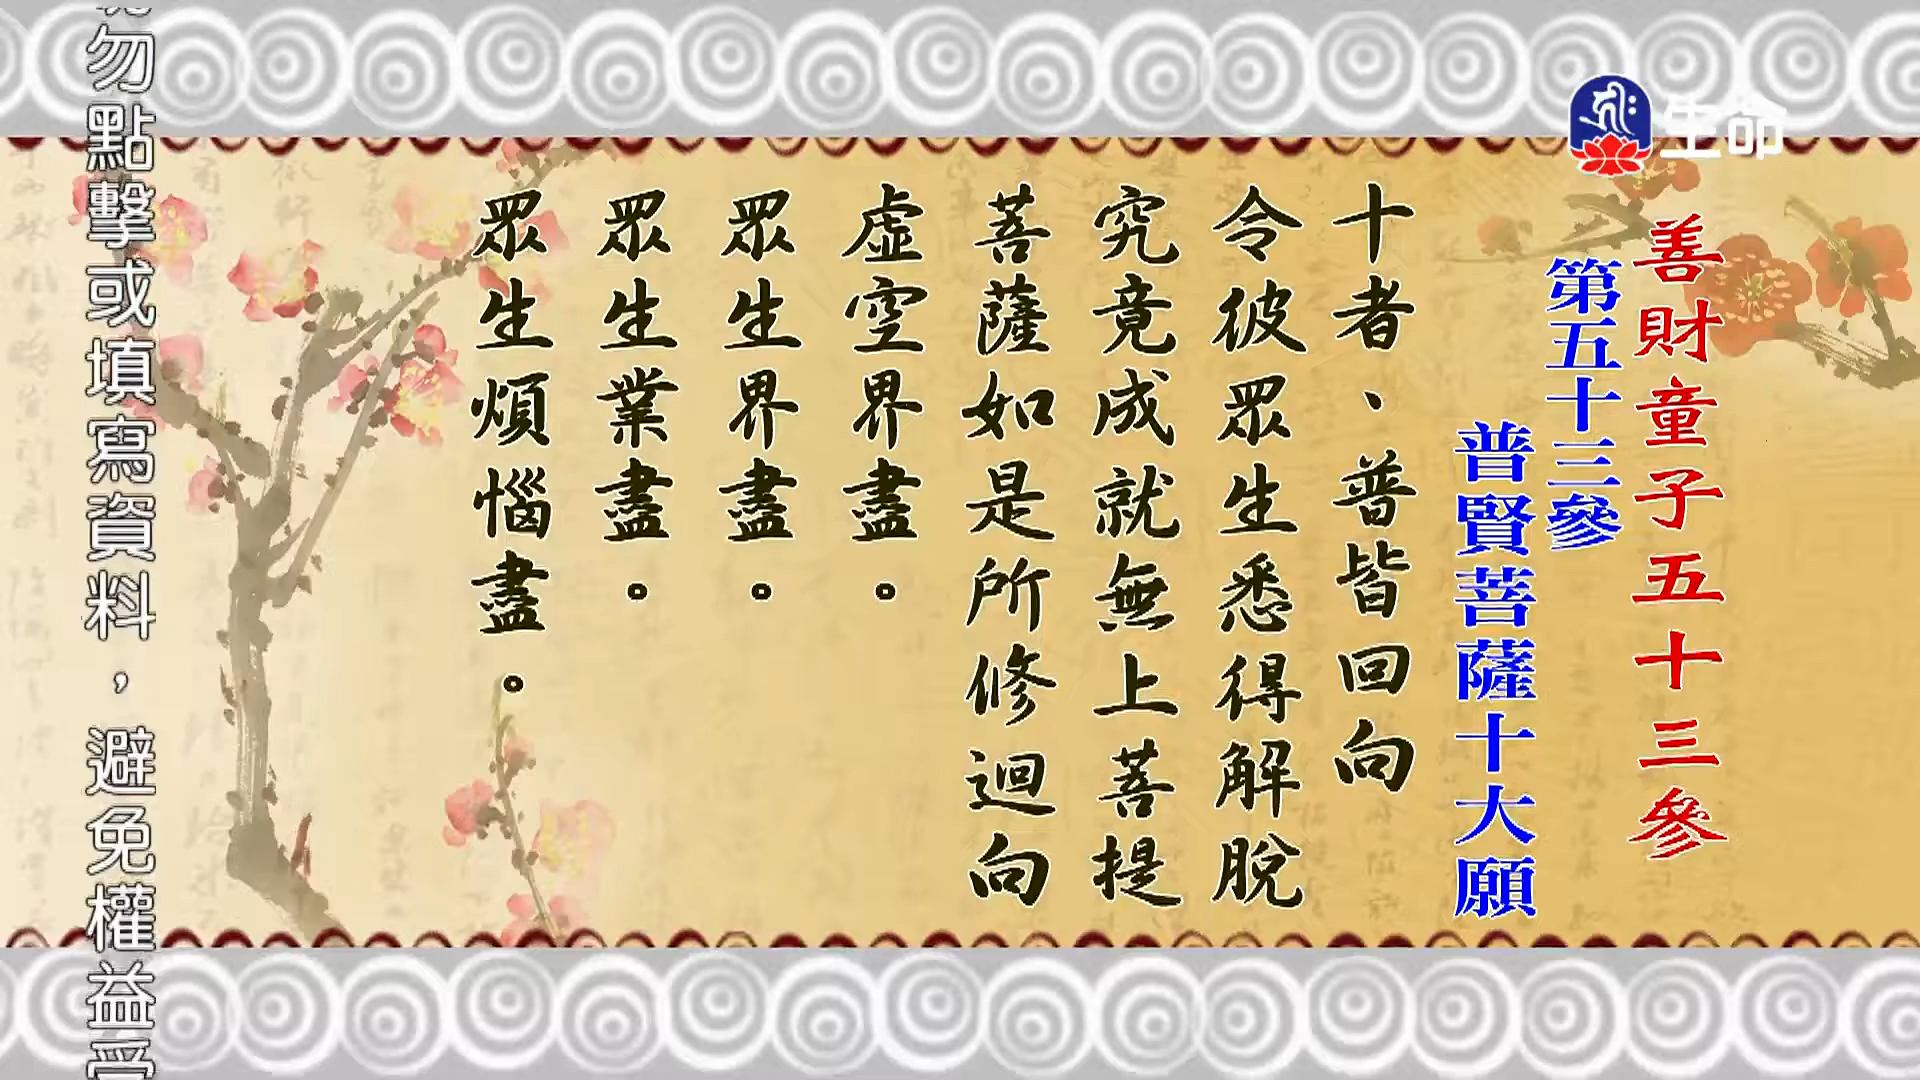 生命
善財童子五十三參
第五十三參
普賢菩薩十大願
十者、普皆回向
令彼眾生悉得解脫
究竟成就無上菩提
菩薩如是所修迴向
虛空界盡。
眾生界盡。
眾生業盡。
眾生煩惱盡。
勿點擊或填寫資料，避免權益受